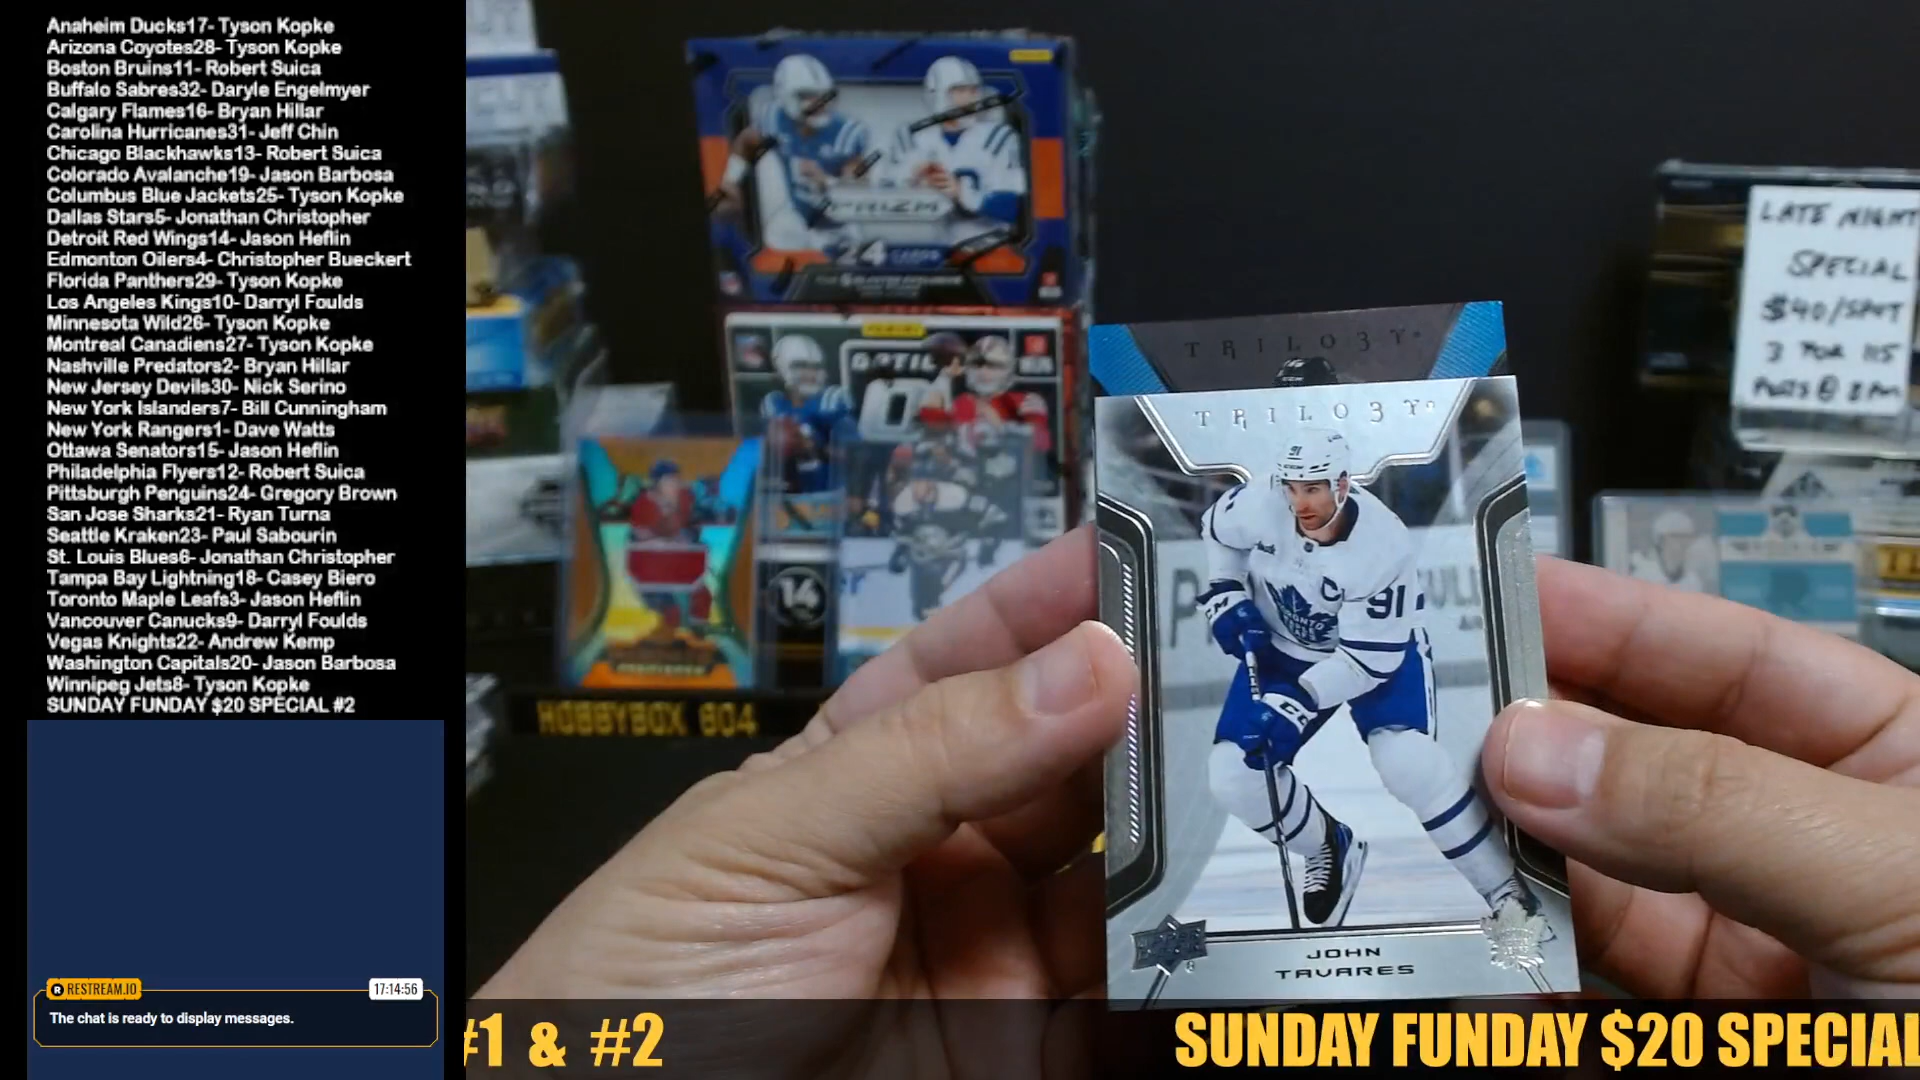 Anaheim Ducks17- Tyson Kopke
Arizona Coyotes28- Tyson Kopke
Boston Bruins11- Robert Suica
Buffalo Sabres32- Daryle Engelmyer
Calgary Flames16- Bryan Hillar
Carolina Hurricanes31- Jeff Chin
Chicago Blackhawks13- Robert Suica
Colorado Avalanche19- Jason Barbosa
Columbus Blue Jackets25- Tyson Kopke
Dallas Stars5- Jonathan Christopher
Detroit Red Wings14- Jason Heflin
Edmonton Oilers4- Christopher Bueckert
Florida Panthers29- Tyson Kopke
Los Angeles Kings10- Darryl Foulds
Minnesota Wild26- Tyson Kopke
Montreal Canadiens27- Tyson Kopke
Nashville Predators2- Bryan Hillar
New Jersey Devils30- Nick Serino
New York Islanders7- Bill Cunningham
New York Rangers1- Dave Watts
Ottawa Senators15- Jason Heflin
Philadelphia Flyers12- Robert Suica
Pittsburgh Penguins24- Gregory Brown
San Jose Sharks21- Ryan Turna
Seattle Kraken23- Paul Sabourin
St. Louis Blues6- Jonathan Christopher
Tampa Bay Lightning18- Casey Biero
Toronto Maple Leafs3- Jason Heflin
Vancouver Canucks9- Darryl Foulds
Vegas Knights22- Andrew Kemp
Washington Capitals20- Jason Barbosa
Winnipeg Jets8- Tyson Kopke
SUNDAY FUNDAY $20 SPECIAL #2
RESTREAM.IO
17:14:56
The chat is ready to display messages.
PRIZM
24 CARDS
PANINI
OPTIC
14
HOBBYBOX 604
LATE NIGHT
SPECIAL
$40/SPOT
3 FOR 115
TRILO3Y
TRILO3Y
91
91
C
CCM
JOHN
TAVARES
UPPER DECK
#1 & #2
SUNDAY FUNDAY $20 SPECIAL